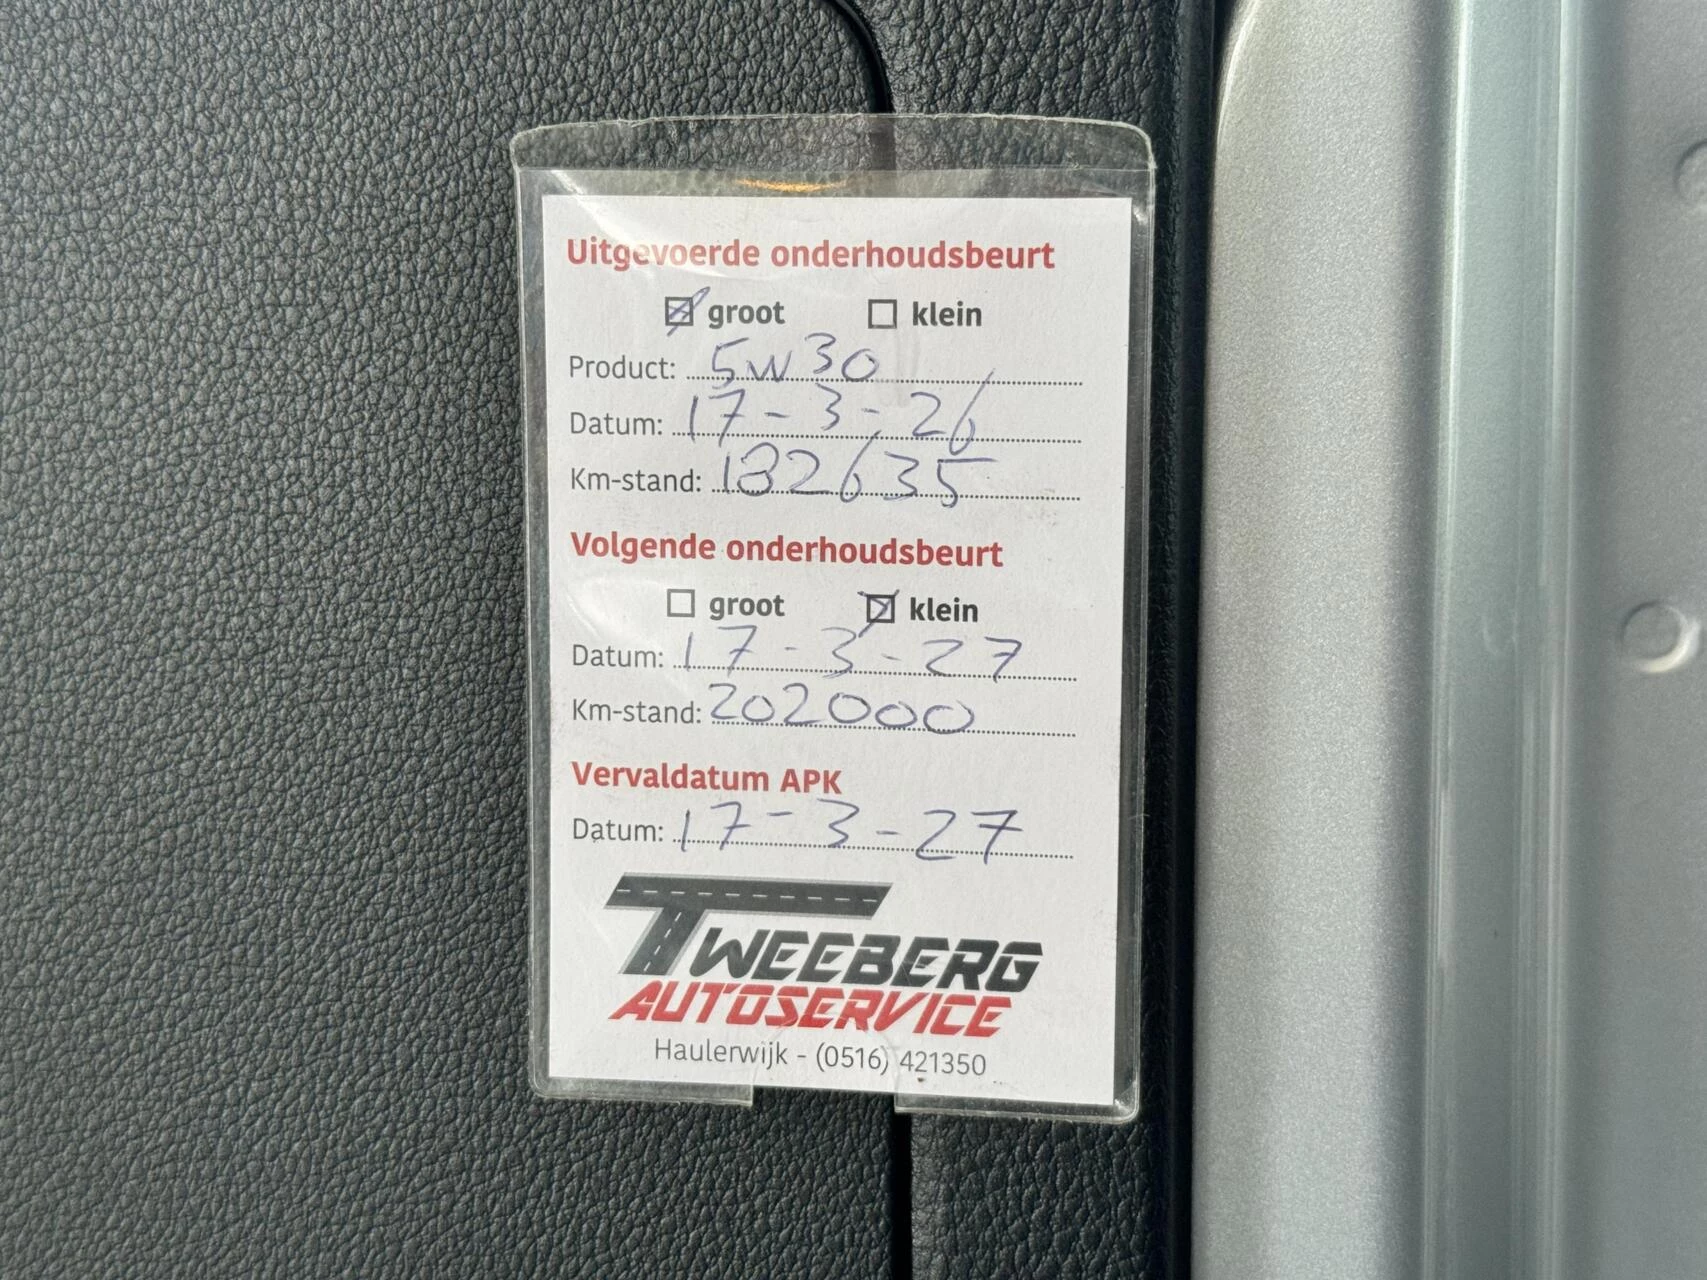 Uitgevoerde onderhoudsbeurt
groot klein
Product: 5W30
Datum: 17-3-26
Km-stand: 182635
Volgende onderhoudsbeurt
groot klein
Datum: 17-3-27
Km-stand: 202000
Vervaldatum APK
Datum: 17-3-27
TWEEBERG
AUTOSERVICE
Haulerwijk - (0516) 421350